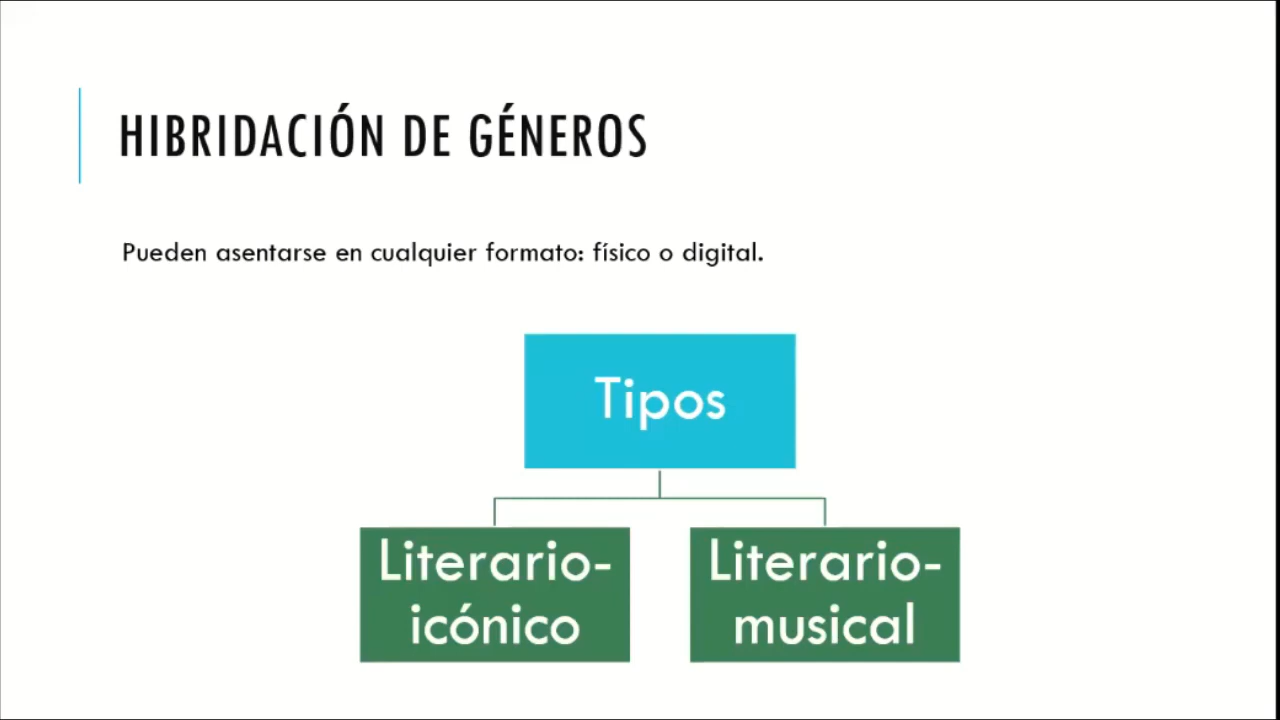 HIBRIDACIÓN DE GÉNEROS
Pueden asentarse en cualquier formato: físico o digital.
Tipos
Literario-
icónico
Literario-
musical